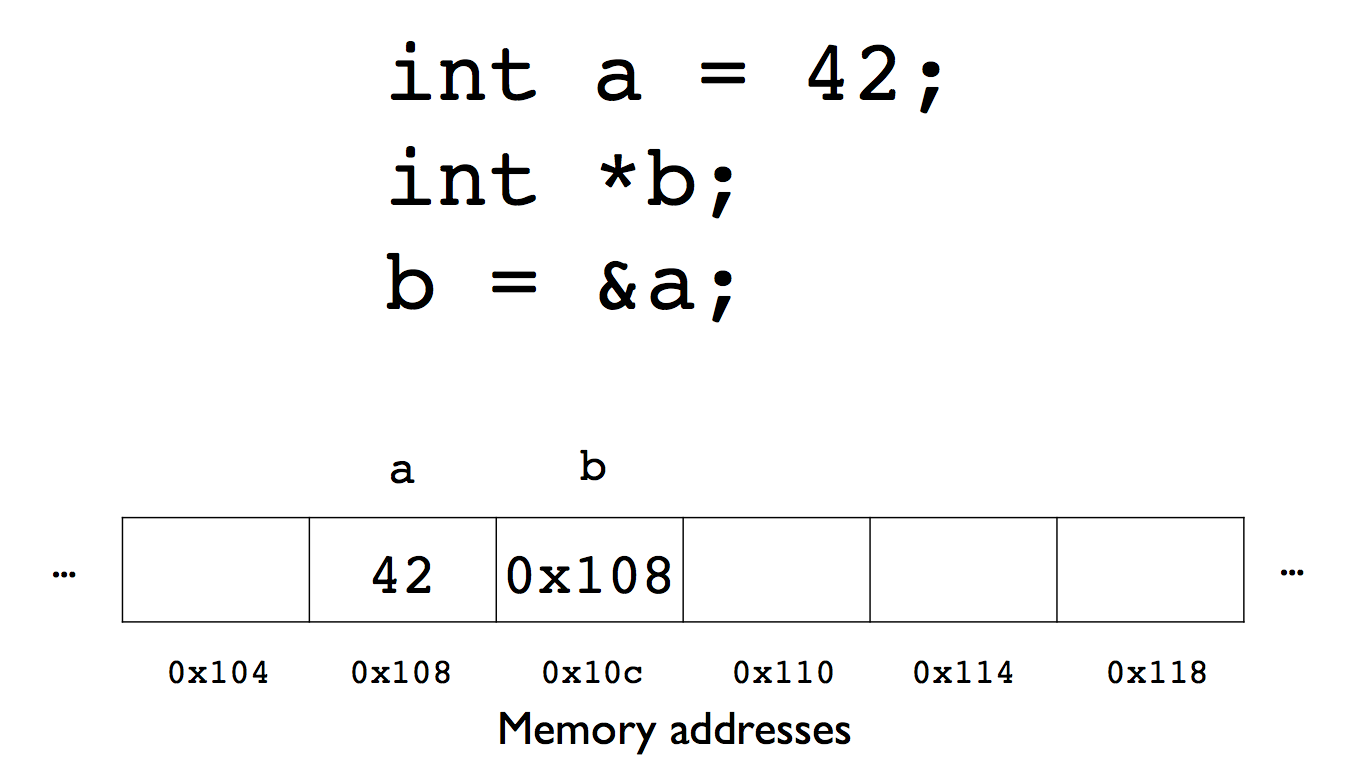 int a = 42;
int *b;
b = &a;
a b
… 42 0x108 …
0x104 0x108 0x10c 0x110 0x114 0x118
Memory addresses